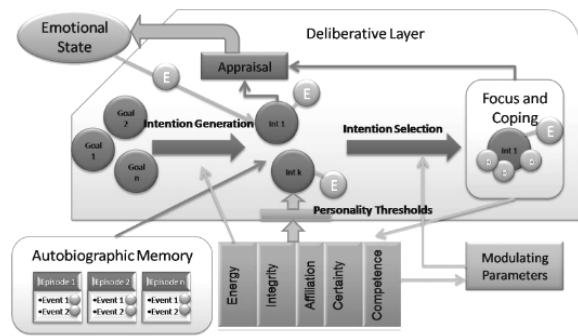 Emotional
State
Deliberative Layer
Appraisal
E
E
Focus and
Coping
E
Int 1
Goal
2
Goal
1
Goal
n
Intention Generation
Int 1
Intention Selection
Int k
E
Personality Thresholds
Autobiographic Memory
Episode 1
Episode 2
Episode n
•Event 1
•Event 1
•Event 1
•Event 2
•Event 2
•Event 2
Energy
Integrity
Affiliation
Certainty
Competence
Modulating
Parameters